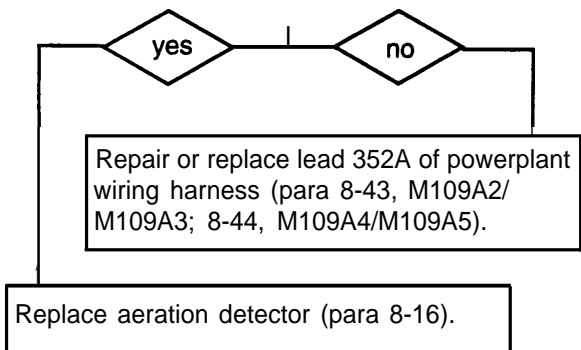 yes
no
Repair or replace lead 352A of powerplant
wiring harness (para 8-43, M109A2/
M109A3; 8-44, M109A4/M109A5).
Replace aeration detector (para 8-16).